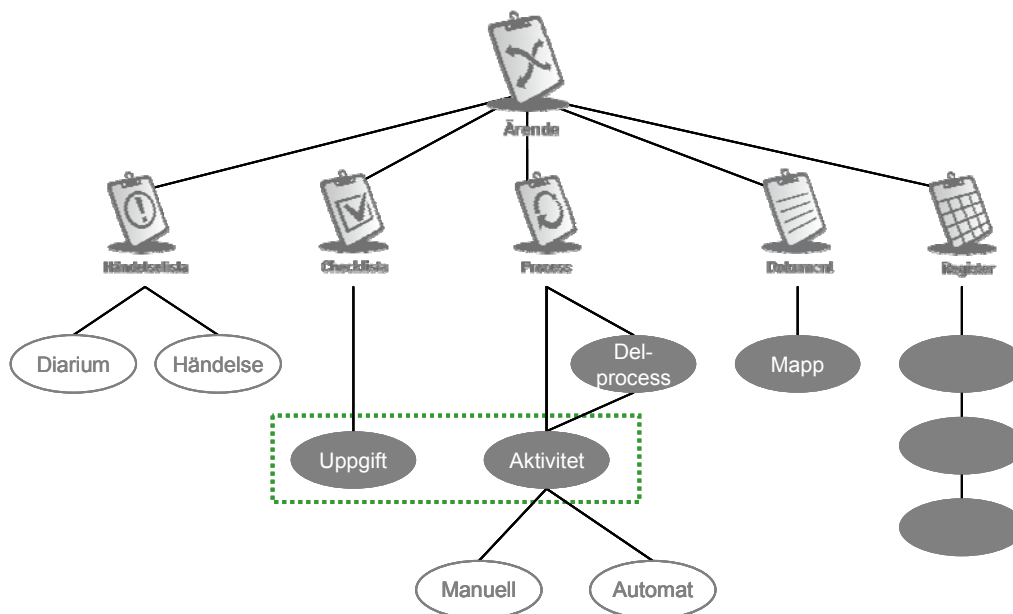 Ärende
Händelselista
Checklista
Process
Dokument
Register
Diarium
Händelse
Del-
process
Mapp
Uppgift
Aktivitet
Manuell
Automat